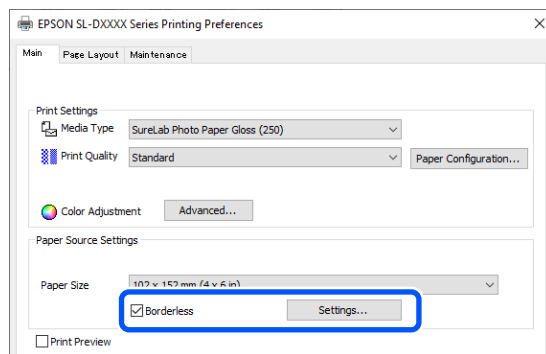 EPSON SL-DXXXX Series Printing Preferences
Main Page Layout Maintenance
Print Settings
Media Type SureLab Photo Paper Gloss (250)
Print Quality Standard Paper Configuration...
Color Adjustment Advanced...
Paper Source Settings
Paper Size 102 x 152 mm (4 x 6 in)
Borderless Settings...
Print Preview